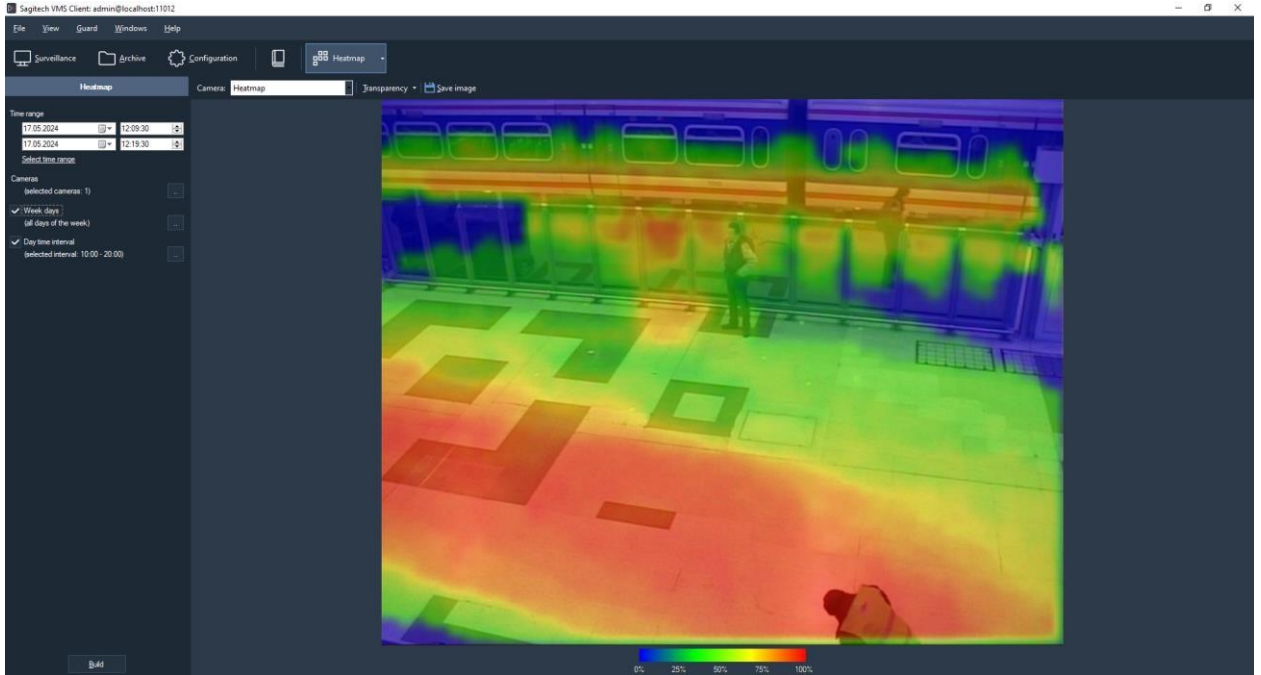 Sagitech VMS Client: admin@localhost:11012
File View Guard Windows Help
Surveillance Archive Configuration Heatmap
Heatmap
Camera: Heatmap Transparency Save image
Time range
17.05.2024 12:09:30
17.05.2024 12:19:30
Select time range
Cameras
(selected cameras: 1)
...
Week days
(all days of the week)
...
Day time interval
(selected interval: 10:00 - 20:00)
...
Build
0% 25% 50% 75% 100%